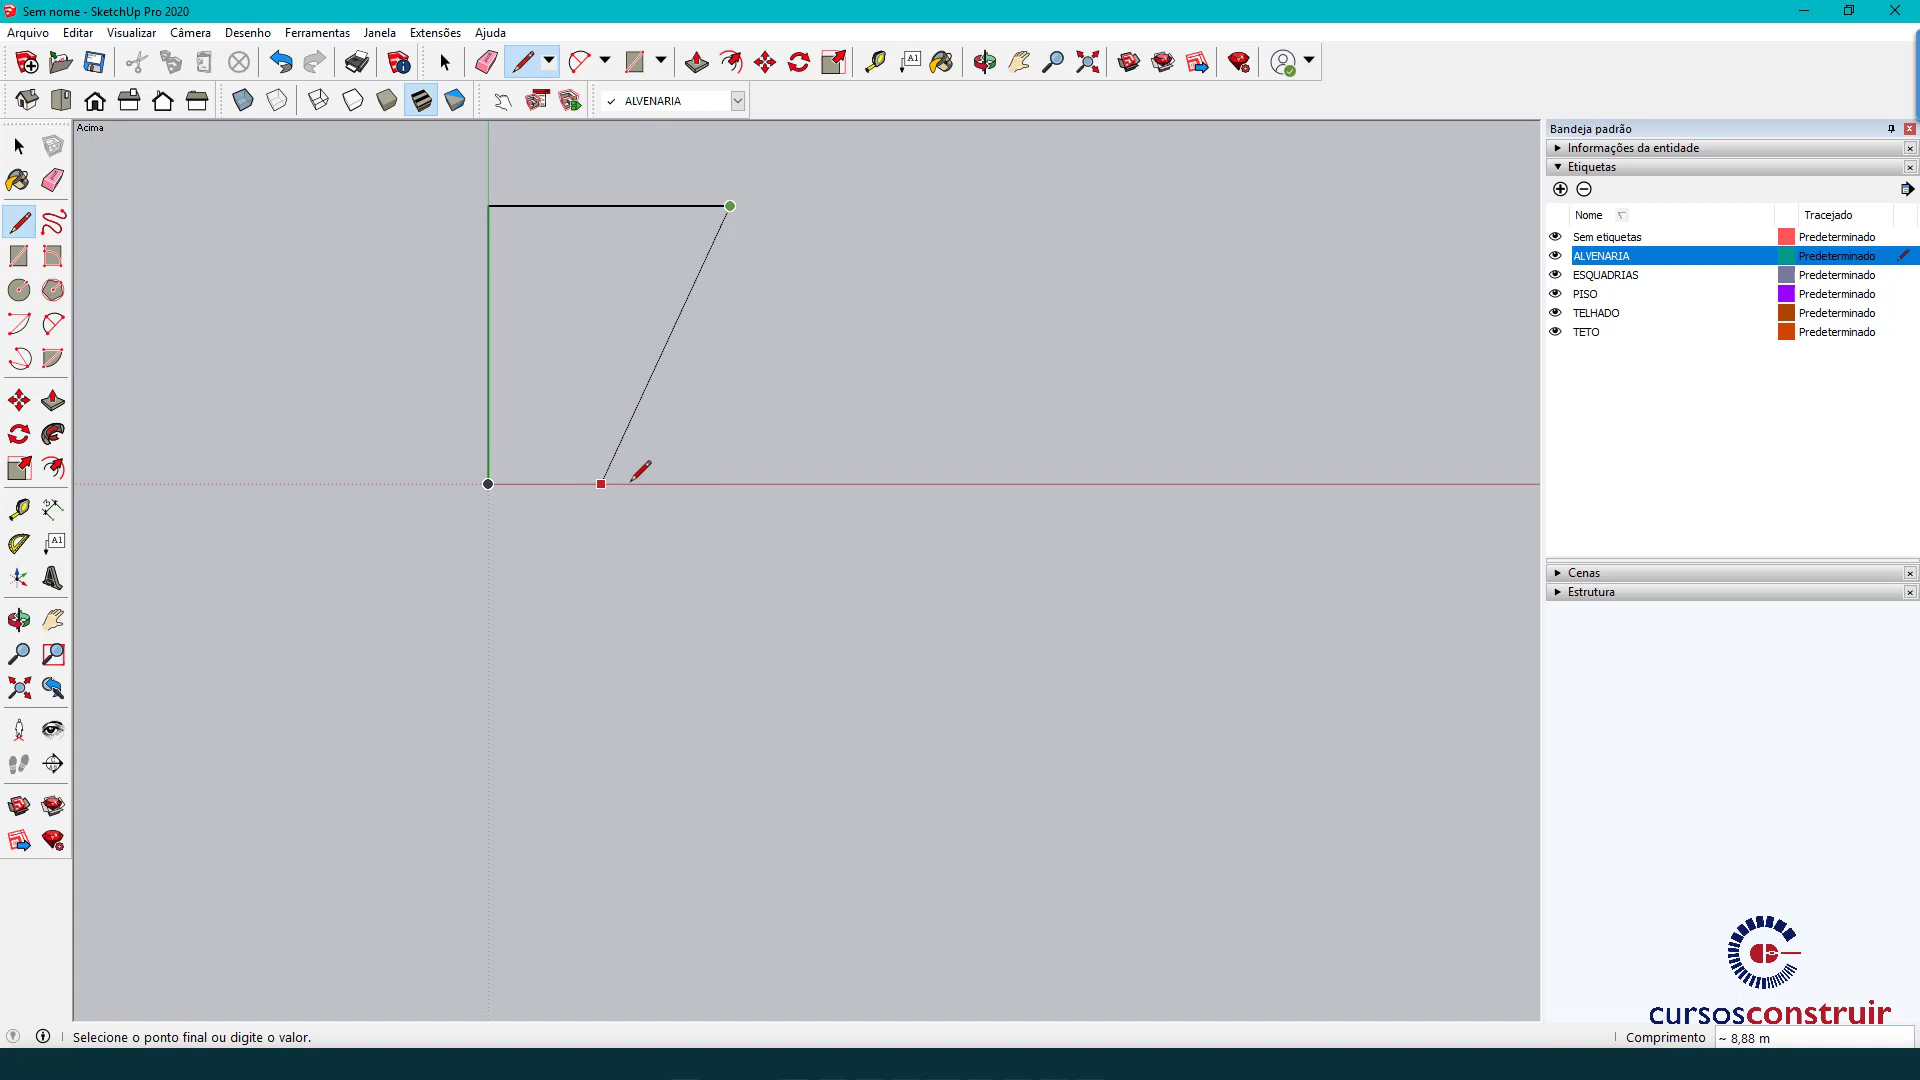 Sem nome - SketchUp Pro 2020
Arquivo Editar Visualizar Câmera Desenho Ferramentas Janela Extensões Ajuda
A1
ALVENARIA
Acima
Bandeja padrão
Informações da entidade
Etiquetas
Nome Tracejado
Sem etiquetas Predeterminado
ALVENARIA Predeterminado
ESQUADRIAS Predeterminado
PISO Predeterminado
TELHADO Predeterminado
TETO Predeterminado
A1
Cenas
Estrutura
cursosconstruir
Selecione o ponto final ou digite o valor.
Comprimento ~ 8,88 m